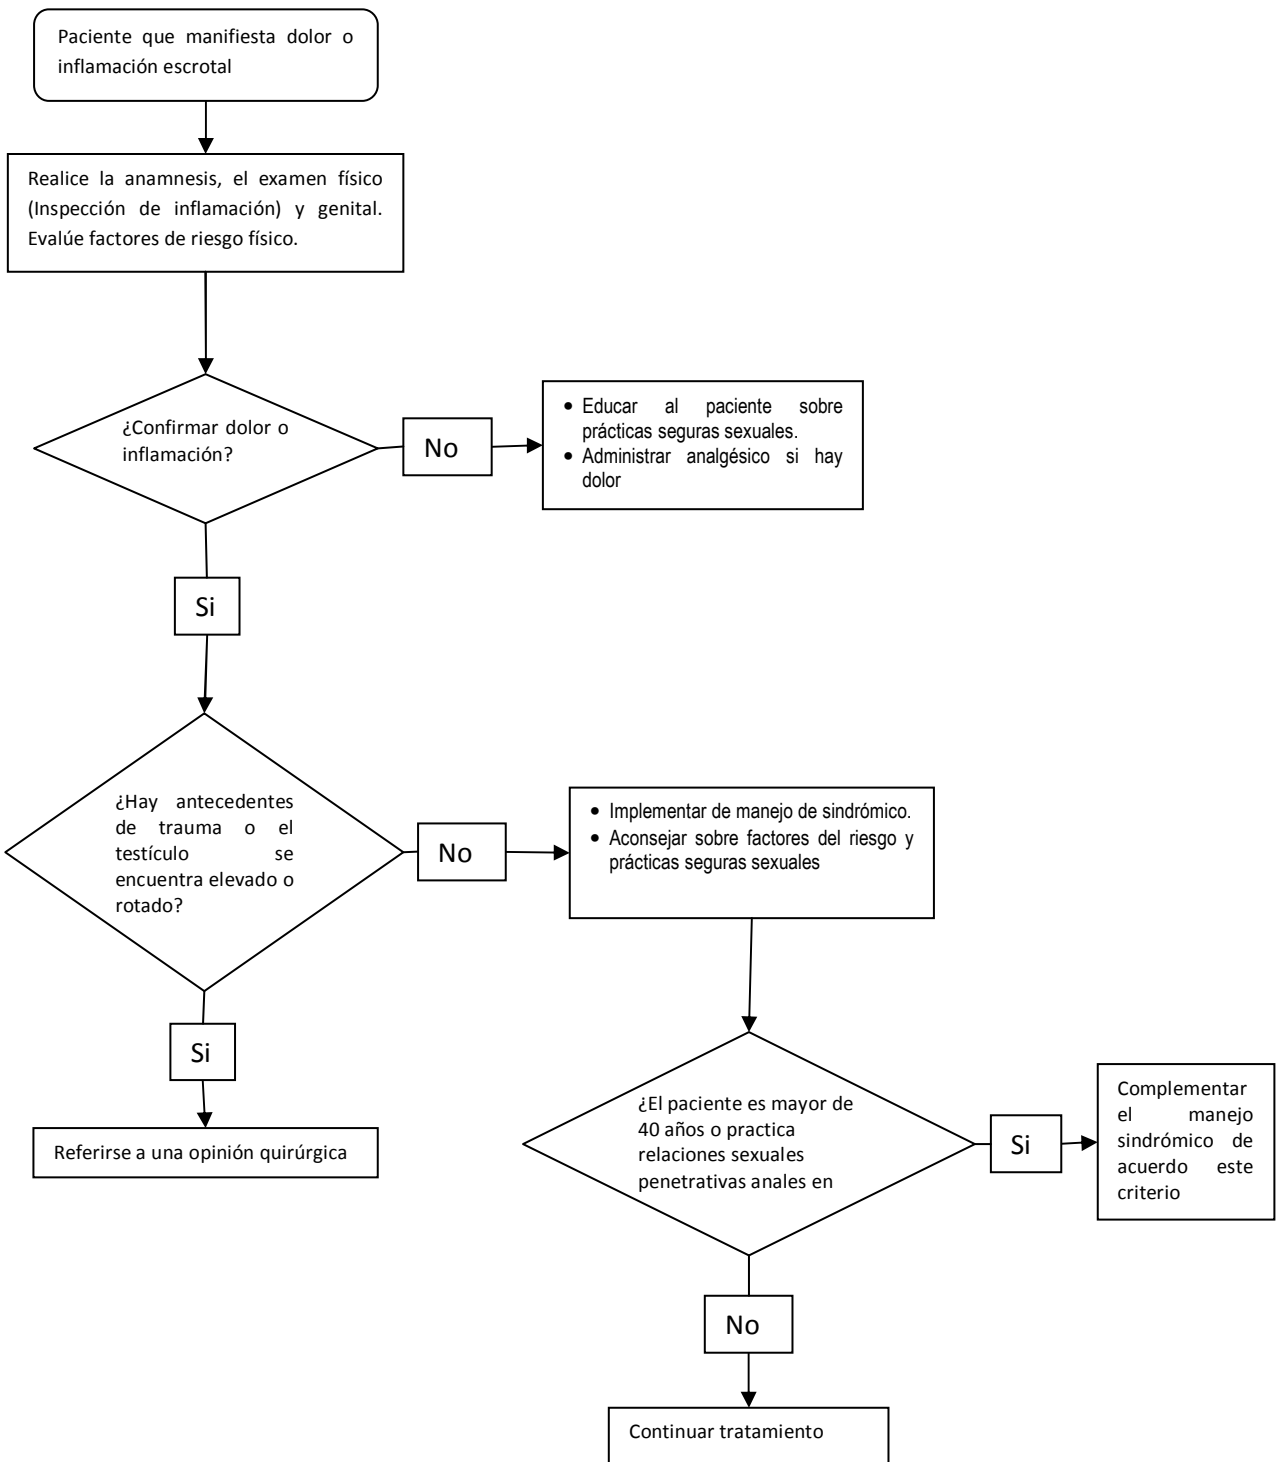 Paciente que manifiesta dolor o
inflamación escrotal
Realice la anamnesis, el examen físico
(Inspección de inflamación) y genital.
Evalúe factores de riesgo físico.
¿Confirmar dolor o
inflamación?
No
• Educar al paciente sobre
prácticas seguras sexuales.
• Administrar analgésico si hay
dolor
Si
¿Hay antecedentes
de trauma o el
testículo se
encuentra elevado o
rotado?
No
• Implementar de manejo de sindrómico.
• Aconsejar sobre factores del riesgo y
prácticas seguras sexuales
Si
Referirse a una opinión quirúrgica
¿El paciente es mayor de
40 años o practica
relaciones sexuales
penetrativas anales en
Si
Complementar
el manejo
sindrómico de
acuerdo este
criterio
No
Continuar tratamiento